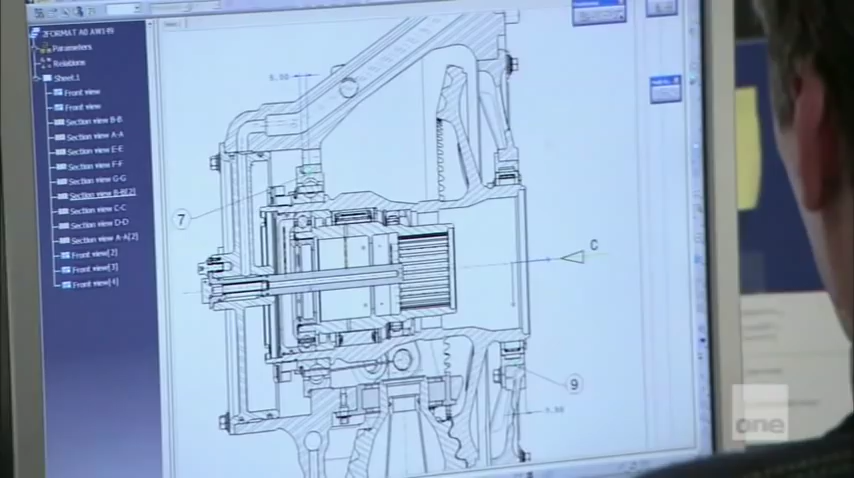 2FORMAT A0 AW149
Parameters
Relations
Sheet.1
Front view
Front view
Section view B-B
Section view A-A
Section view E-E
Section view F-F
Section view G-G
Section view B-B[2]
Section view C-C
Section view D-D
Section view A-A[2]
Front view[2]
Front view[3]
Front view[4]
7
C
9
one